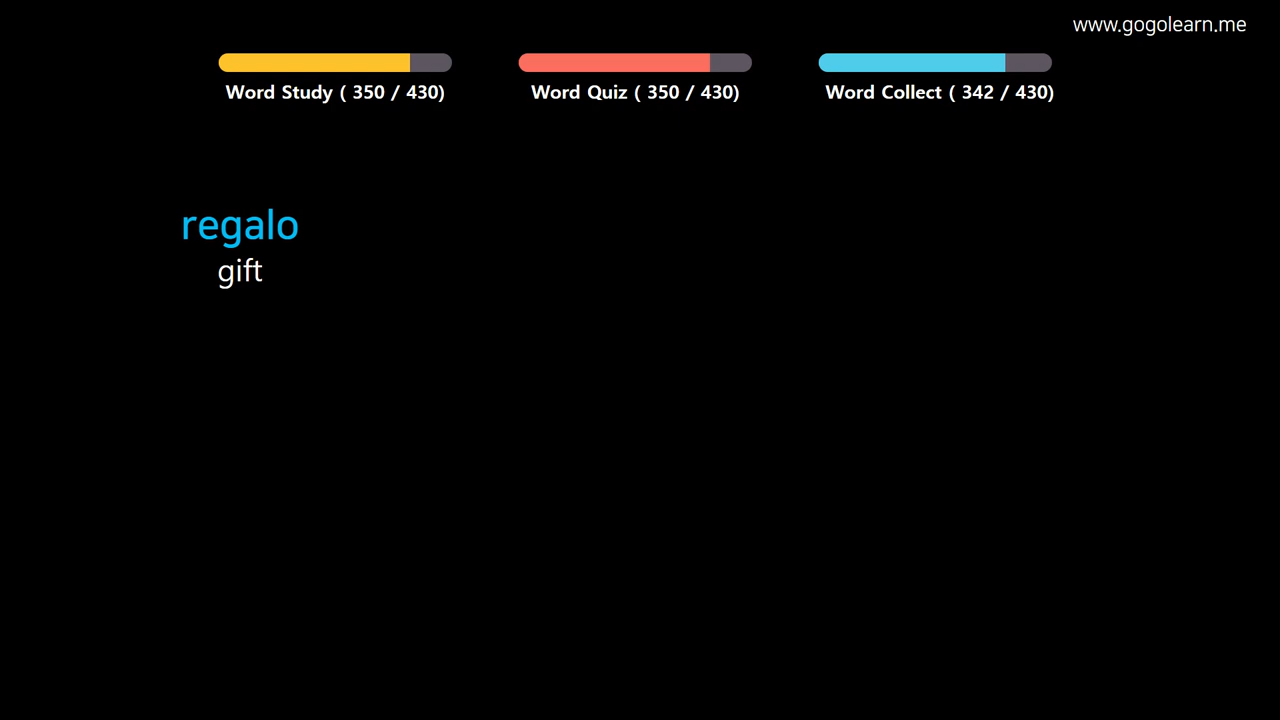 www.gogolearn.me
Word Study ( 350 / 430)
Word Quiz ( 350 / 430)
Word Collect ( 342 / 430)
regalo
gift